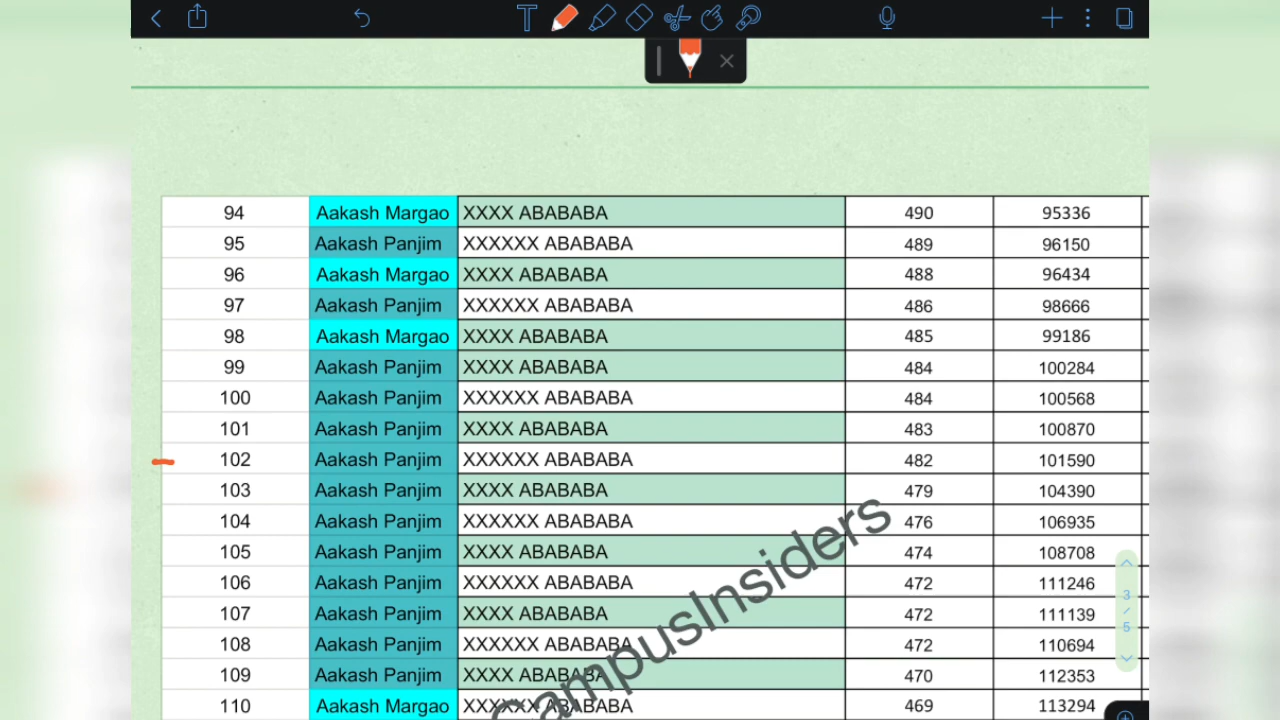 94 Aakash Margao XXXX ABABABA 490 95336
95 Aakash Panjim XXXXXX ABABABA 489 96150
96 Aakash Margao XXXX ABABABA 488 96434
97 Aakash Panjim XXXXXX ABABABA 486 98666
98 Aakash Margao XXXX ABABABA 485 99186
99 Aakash Panjim XXXX ABABABA 484 100284
100 Aakash Panjim XXXXXX ABABABA 484 100568
101 Aakash Panjim XXXX ABABABA 483 100870
102 Aakash Panjim XXXXXX ABABABA 482 101590
103 Aakash Panjim XXXX ABABABA 479 104390
104 Aakash Panjim XXXXXX ABABABA 476 106935
105 Aakash Panjim XXXX ABABABA 474 108708
106 Aakash Panjim XXXXXX ABABABA 472 111246
107 Aakash Panjim XXXX ABABABA 472 111139
108 Aakash Panjim XXXXXX ABABABA 472 110694
109 Aakash Panjim XXXX ABABABA 470 112353
110 Aakash Margao XXXXXX ABABABA 469 113294
CampusInsiders
3
/
5